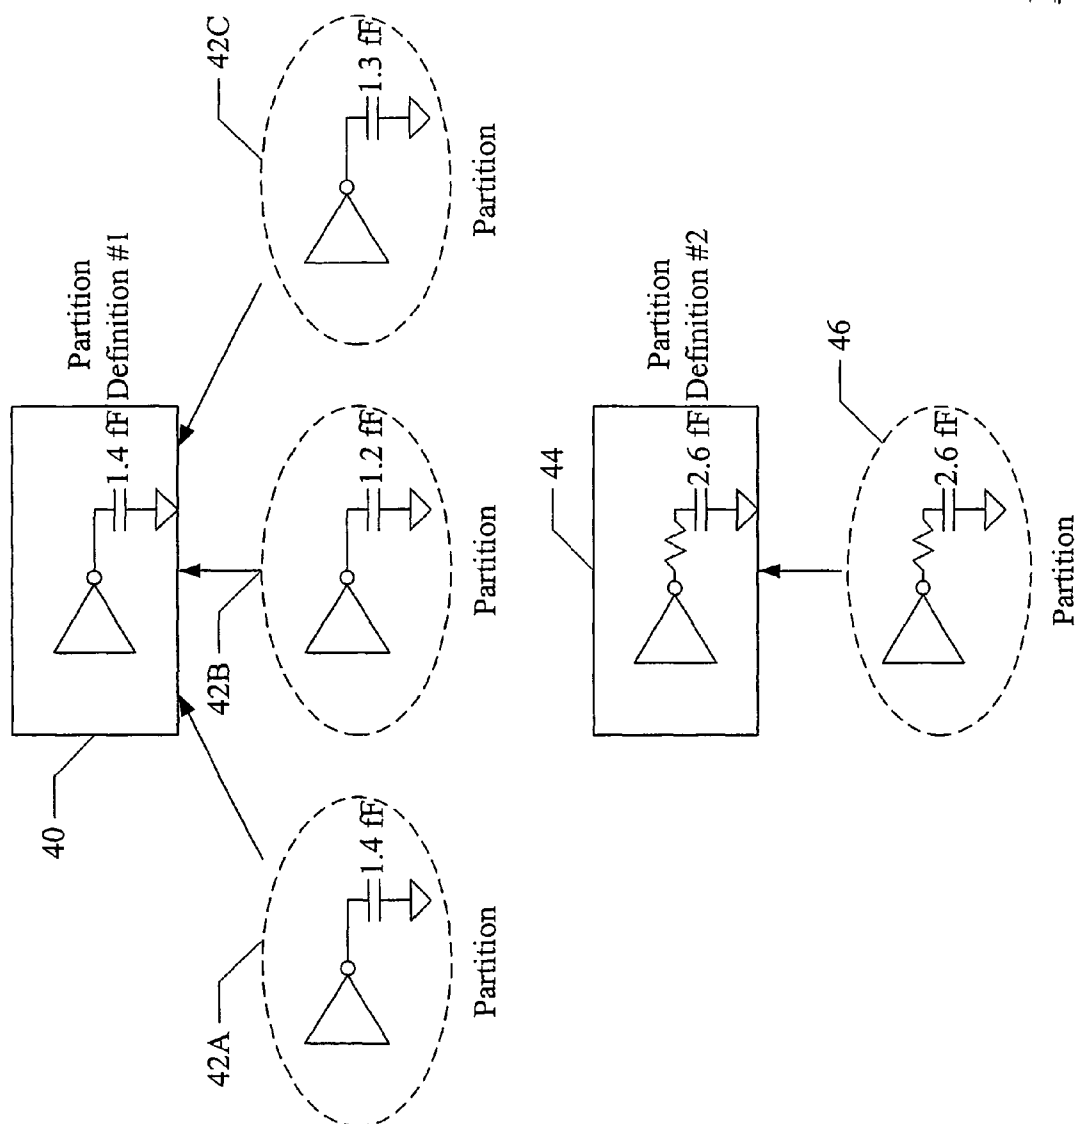 Partition
Definition #1
40
1.4 fF
42A
1.4 fF
Partition
42B
1.2 fF
Partition
42C
1.3 fF
Partition
Partition
Definition #2
44
2.6 fF
46
2.6 fF
Partition